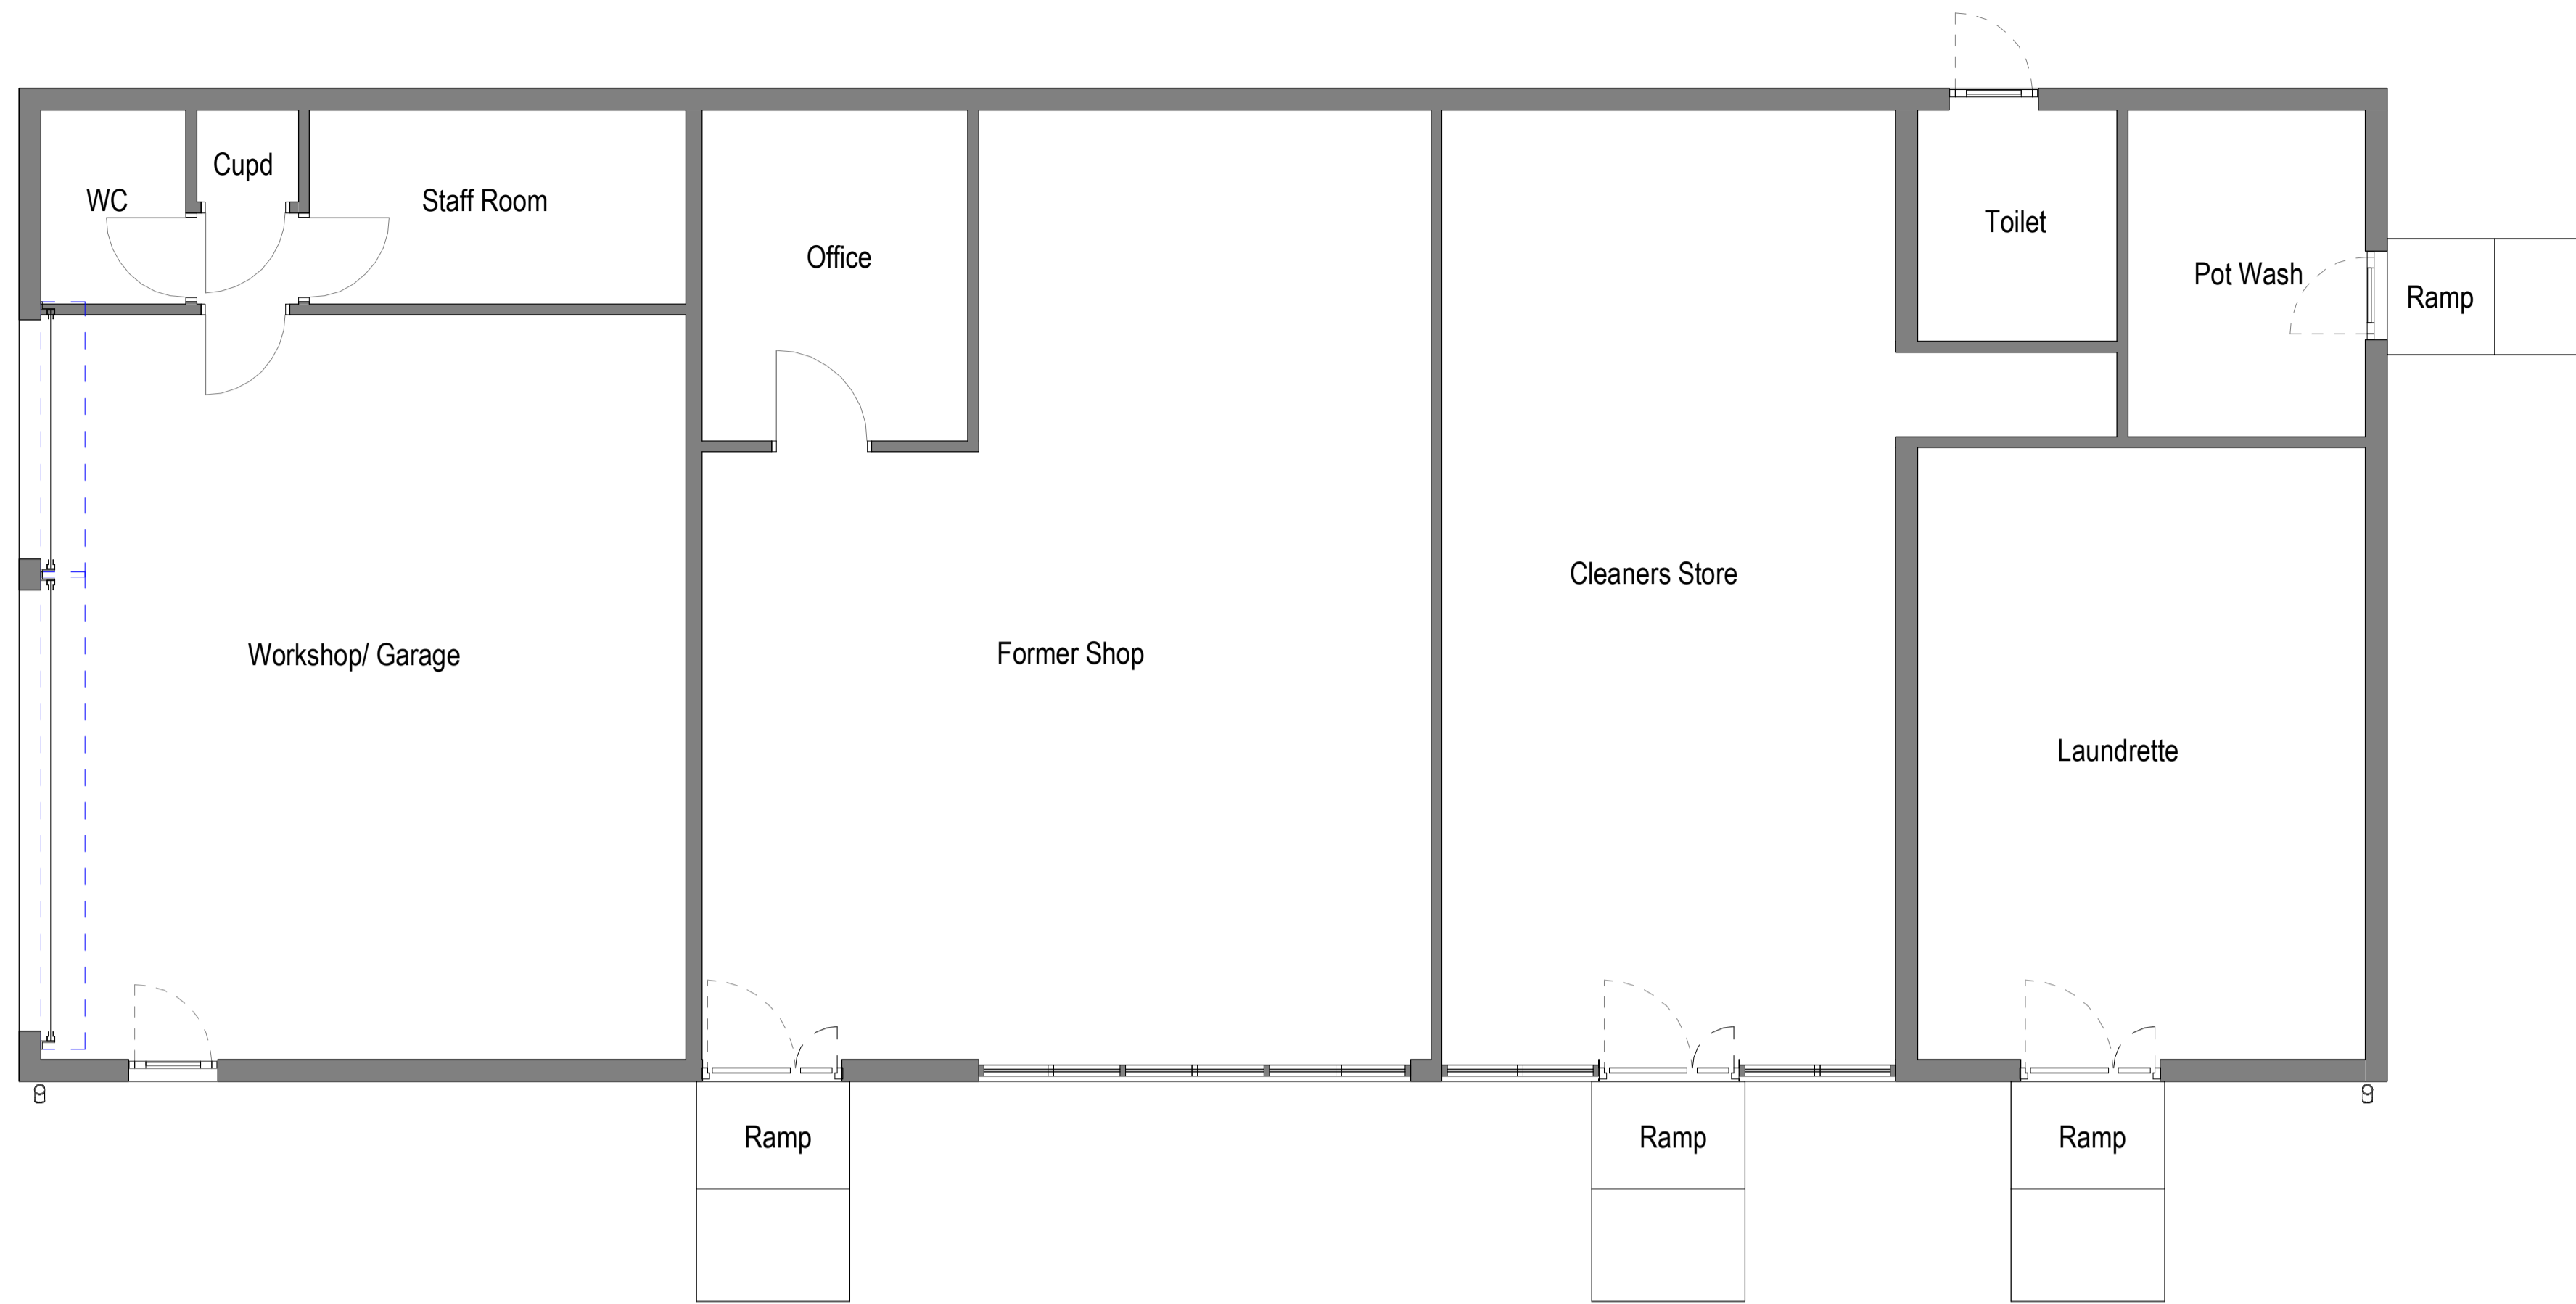 Cupd
WC
Staff Room
Office
Toilet
Pot Wash
Ramp
Cleaners Store
Workshop/ Garage
Former Shop
Laundrette
Ramp
Ramp
Ramp